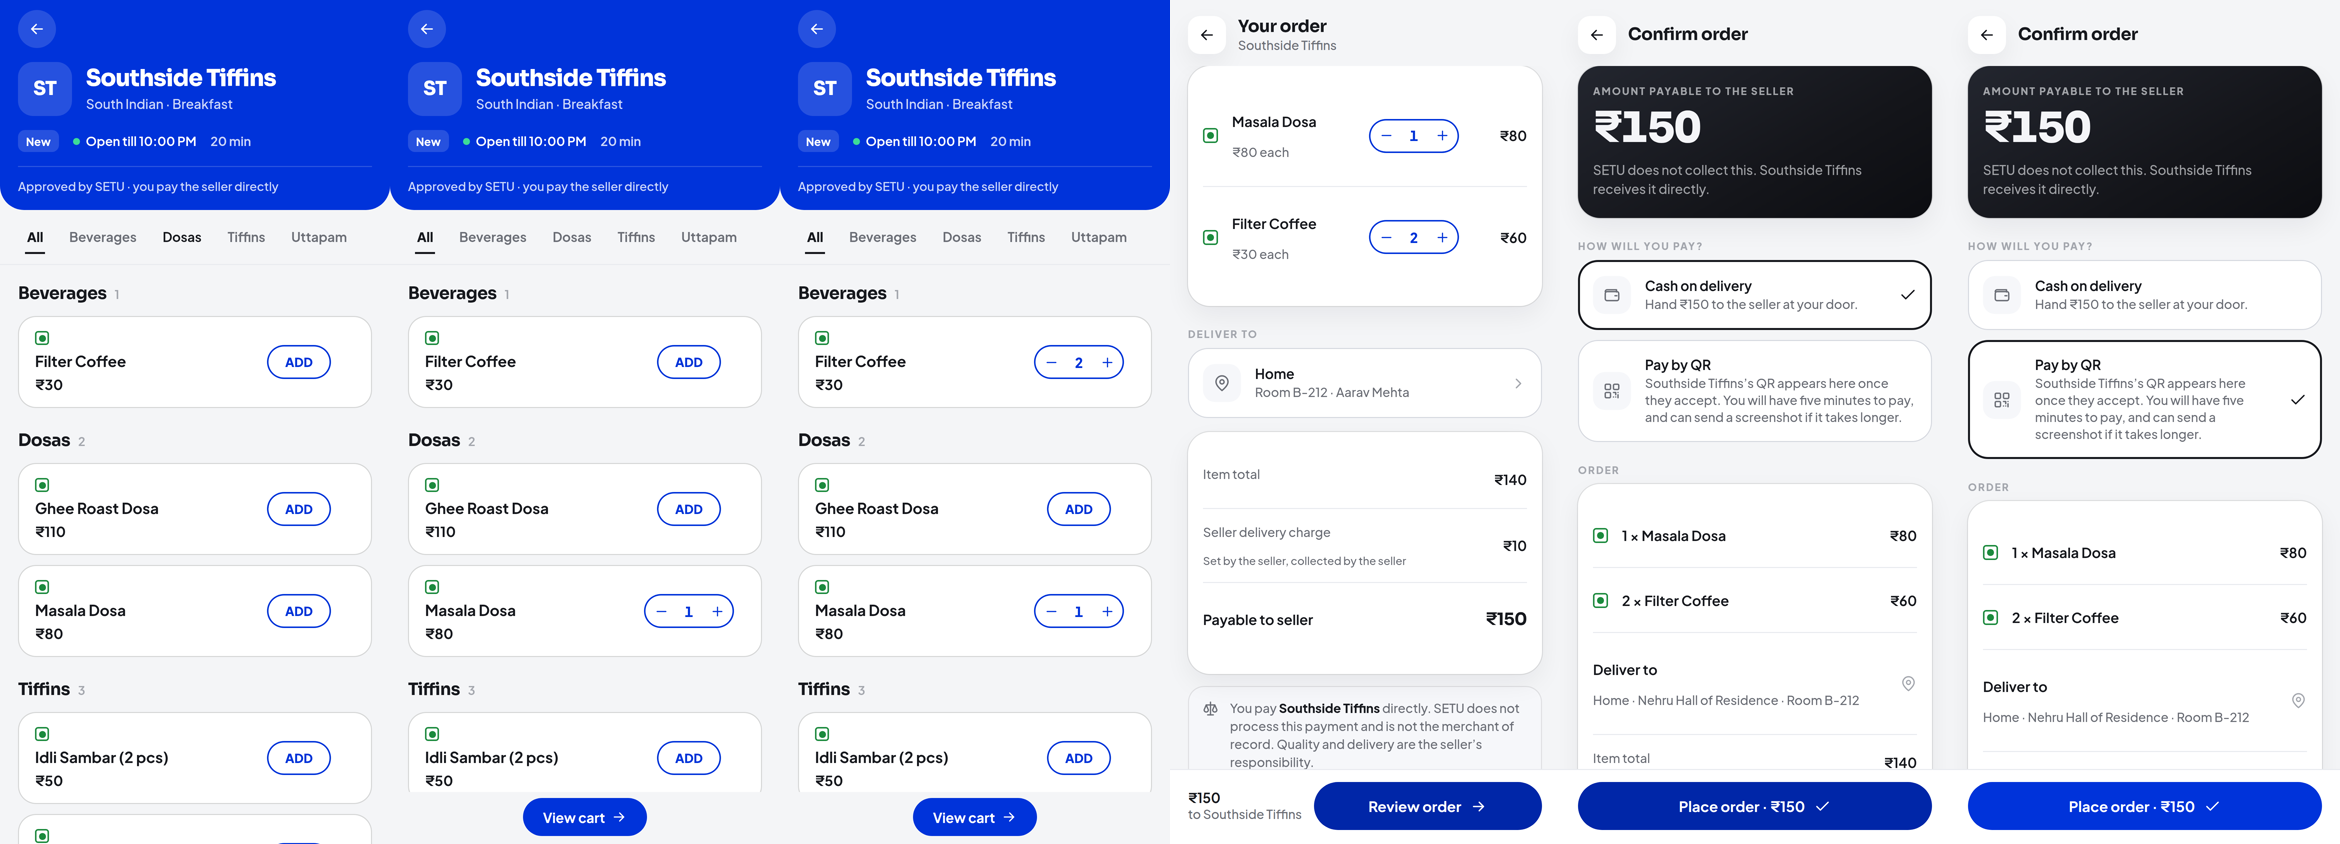 ST
Southside Tiffins
South Indian · Breakfast
New
Open till 10:00 PM 20 min
Approved by SETU · you pay the seller directly
All Beverages Dosas Tiffins Uttapam
Beverages 1
Filter Coffee
₹30
ADD
Dosas 2
Ghee Roast Dosa
₹110
ADD
Masala Dosa
₹80
ADD
Tiffins 3
Idli Sambar (2 pcs)
₹50
ADD
ST
Southside Tiffins
South Indian · Breakfast
New
Open till 10:00 PM 20 min
Approved by SETU · you pay the seller directly
All Beverages Dosas Tiffins Uttapam
Beverages 1
Filter Coffee
₹30
ADD
Dosas 2
Ghee Roast Dosa
₹110
ADD
Masala Dosa
₹80
− 1 +
Tiffins 3
Idli Sambar (2 pcs)
₹50
ADD
View cart →
ST
Southside Tiffins
South Indian · Breakfast
New
Open till 10:00 PM 20 min
Approved by SETU · you pay the seller directly
All Beverages Dosas Tiffins Uttapam
Beverages 1
Filter Coffee
₹30
− 2 +
Dosas 2
Ghee Roast Dosa
₹110
ADD
Masala Dosa
₹80
− 1 +
Tiffins 3
Idli Sambar (2 pcs)
₹50
ADD
View cart →
Your order
Southside Tiffins
Masala Dosa
₹80 each
− 1 +
₹80
Filter Coffee
₹30 each
− 2 +
₹60
DELIVER TO
Home
Room B-212 · Aarav Mehta
Item total ₹140
Seller delivery charge
Set by the seller, collected by the seller
₹10
Payable to seller ₹150
You pay Southside Tiffins directly. SETU does not
process this payment and is not the merchant of
record. Quality and delivery are the seller's
responsibility.
₹150
to Southside Tiffins
Review order →
Confirm order
AMOUNT PAYABLE TO THE SELLER
₹150
SETU does not collect this. Southside Tiffins
receives it directly.
HOW WILL YOU PAY?
Cash on delivery
Hand ₹150 to the seller at your door.
Pay by QR
Southside Tiffins's QR appears here once
they accept. You will have five minutes to pay,
and can send a screenshot if it takes longer.
ORDER
1 × Masala Dosa ₹80
2 × Filter Coffee ₹60
Deliver to
Home · Nehru Hall of Residence · Room B-212
Item total ₹140
Place order · ₹150
Confirm order
AMOUNT PAYABLE TO THE SELLER
₹150
SETU does not collect this. Southside Tiffins
receives it directly.
HOW WILL YOU PAY?
Cash on delivery
Hand ₹150 to the seller at your door.
Pay by QR
Southside Tiffins's QR appears here
once they accept. You will have five
minutes to pay, and can send a
screenshot if it takes longer.
ORDER
1 × Masala Dosa ₹80
2 × Filter Coffee ₹60
Deliver to
Home · Nehru Hall of Residence · Room B-212
Place order · ₹150